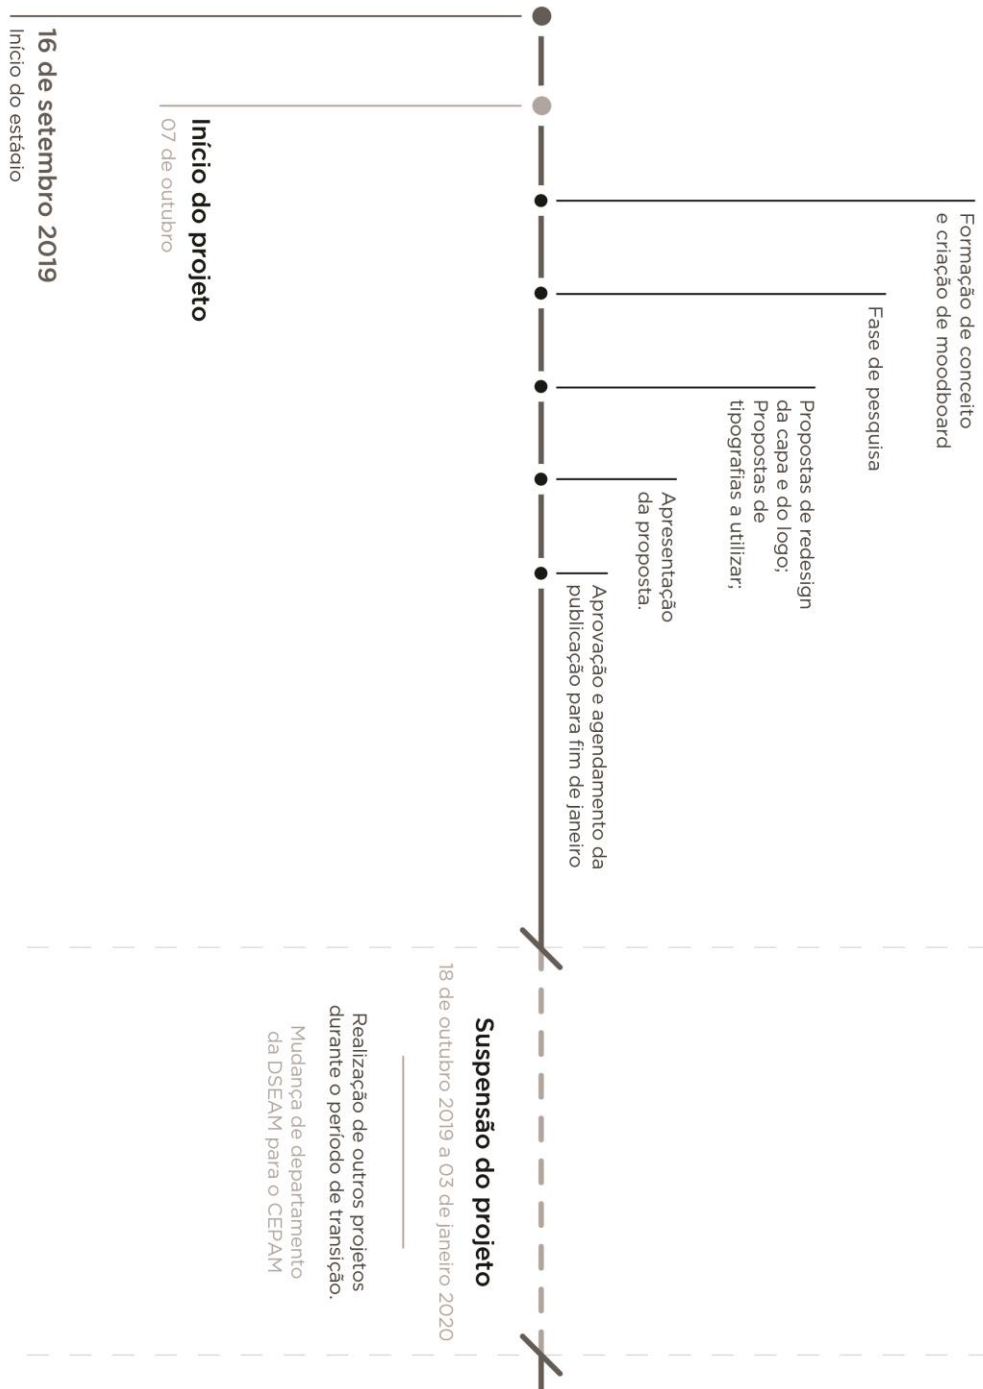 16 de setembro 2019
Início do estágio
Início do projeto
07 de outubro
Formação de conceito
e criação de moodboard
Fase de pesquisa
Propostas de redesign
da capa e do logo;
Propostas de
tipografias a utilizar;
Apresentação
da proposta.
Aprovação e agendamento da
publicação para fim de janeiro
Suspensão do projeto
18 de outubro 2019 a 03 de janeiro 2020
Realização de outros projetos
durante o período de transição.
Mudança de departamento
da DSEAM para o CEPAM